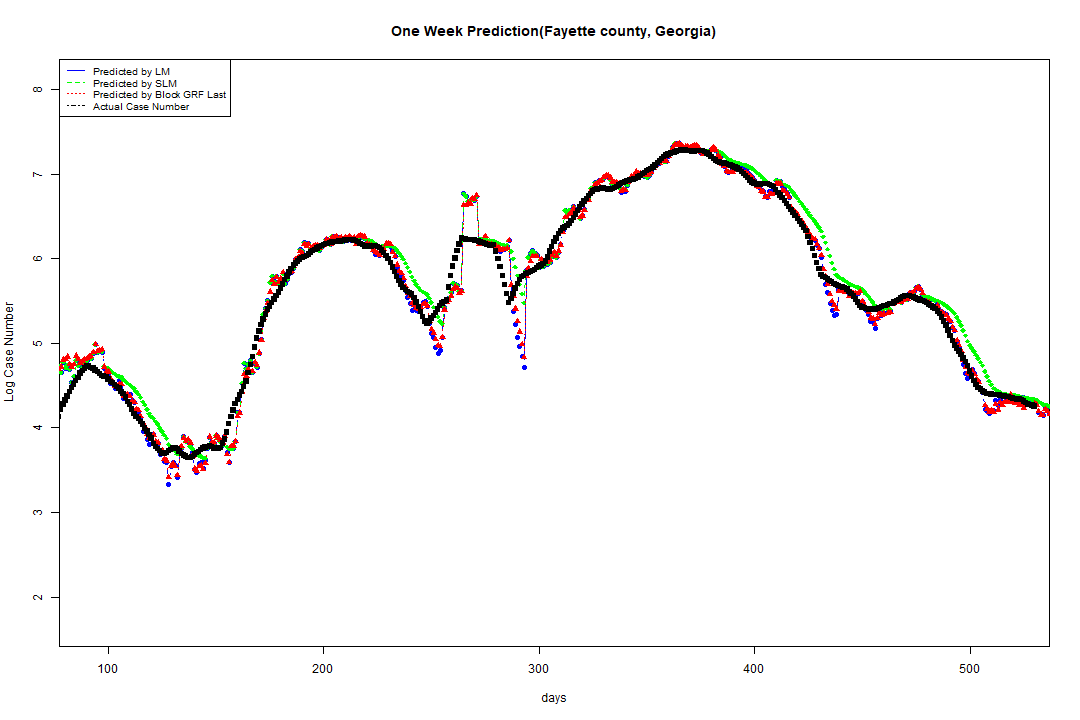 One Week Prediction(Fayette county, Georgia)
Predicted by LM
Predicted by SLM
Predicted by Block GRF Last
Actual Case Number
8
7
6
5
4
3
2
Log Case Number
100 200 300 400 500
days